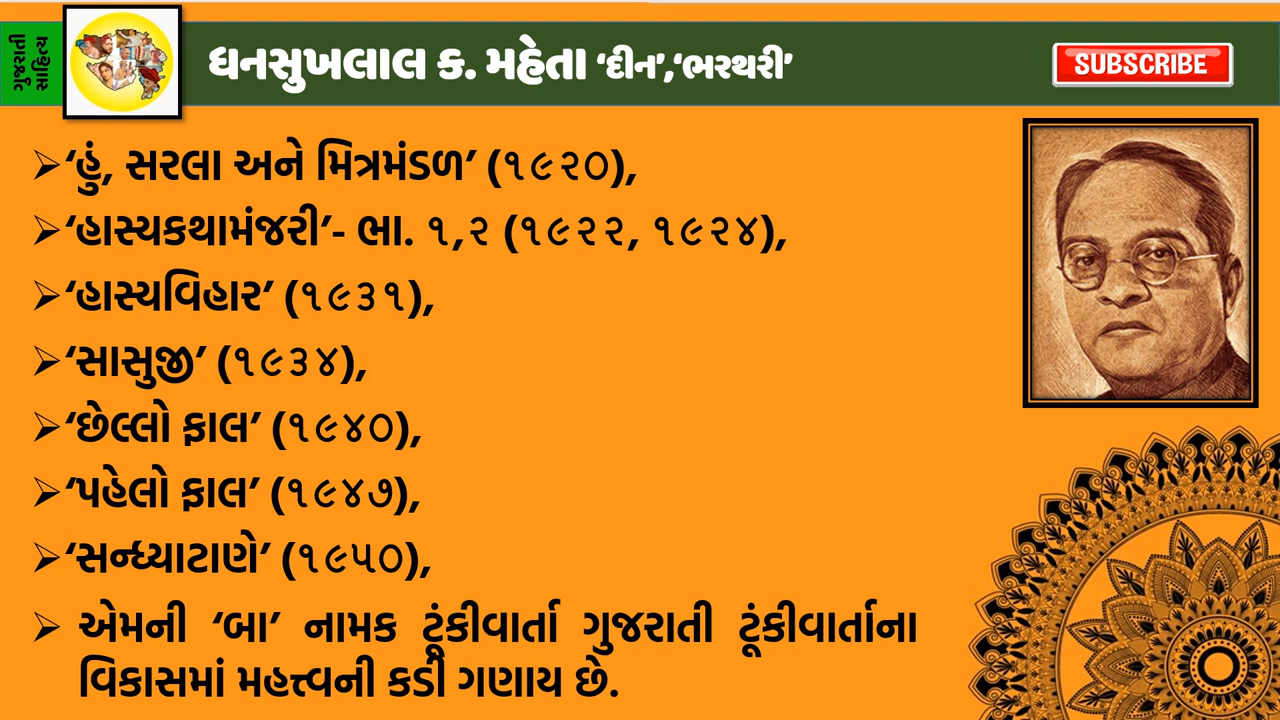 ગુજરાતી
સાહિત્ય
ધનસુખલાલ ક. મહેતા ‘દીન’,‘ભરથરી’
SUBSCRIBE
➢‘હું, સરલા અને મિત્રમંડળ’ (૧૯૨૦),
➢‘હાસ્યકથામંજરી’- ભા. ૧,૨ (૧૯૨૨, ૧૯૨૪),
➢‘હાસ્યવિહાર’ (૧૯૩૧),
➢‘સાસુજી’ (૧૯૩૪),
➢‘છેલ્લો ફાલ’ (૧૯૪૦),
➢‘પહેલો ફાલ’ (૧૯૪૭),
➢‘સન્ધ્યાટાણે’ (૧૯૫૦),
➢ એમની ‘બા’ નામક ટૂંકીવાર્તા ગુજરાતી ટૂંકીવાર્તાના
વિકાસમાં મહત્ત્વની કડી ગણાય છે.